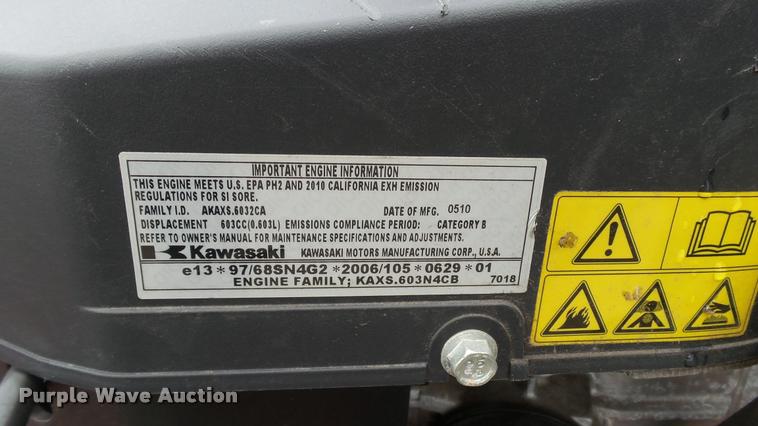 IMPORTANT ENGINE INFORMATION
THIS ENGINE MEETS U.S. EPA PH2 AND 2010 CALIFORNIA EXH EMISSION
REGULATIONS FOR SI SORE.
FAMILY I.D. AKAXS.6032CA DATE OF MFG. 0510
DISPLACEMENT 603CC(0.603L) EMISSIONS COMPLIANCE PERIOD: CATEGORY B
REFER TO OWNER'S MANUAL FOR MAINTENANCE SPECIFICATIONS AND ADJUSTMENTS.
Kawasaki KAWASAKI MOTORS MANUFACTURING CORP., U.S.A.
e13*97/68SN4G2*2006/105*0629*01
ENGINE FAMILY; KAXS.603N4CB 7018
Purple Wave Auction